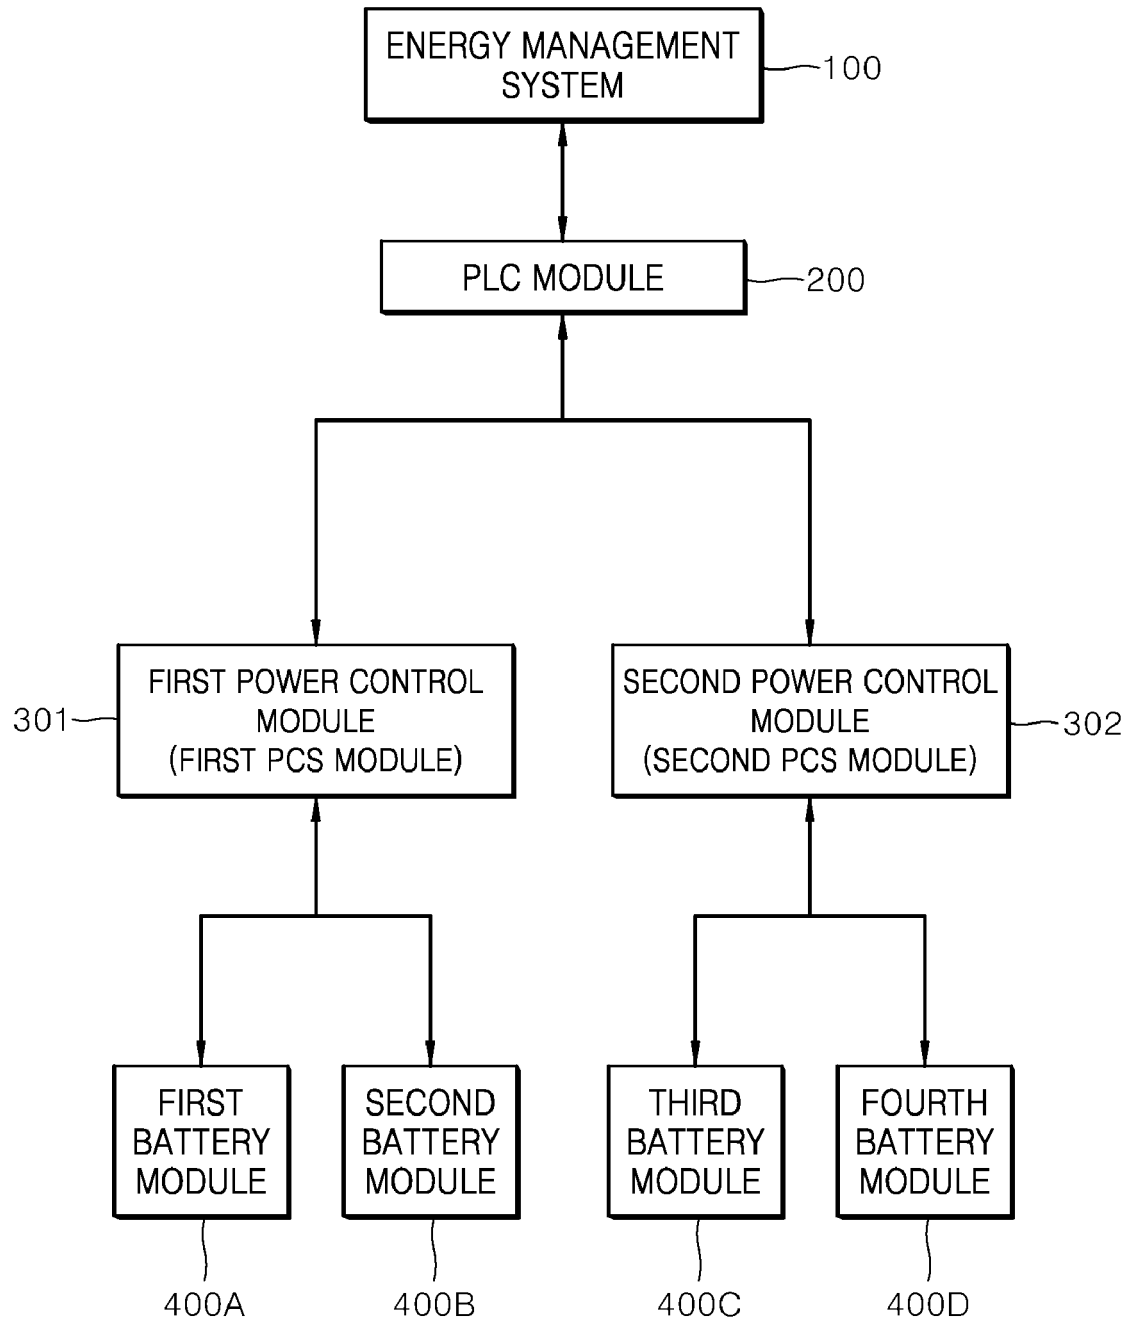 ENERGY MANAGEMENT
SYSTEM
100
PLC MODULE
200
FIRST POWER CONTROL
MODULE
(FIRST PCS MODULE)
301
SECOND POWER CONTROL
MODULE
(SECOND PCS MODULE)
302
FIRST
BATTERY
MODULE
SECOND
BATTERY
MODULE
THIRD
BATTERY
MODULE
FOURTH
BATTERY
MODULE
400A
400B
400C
400D